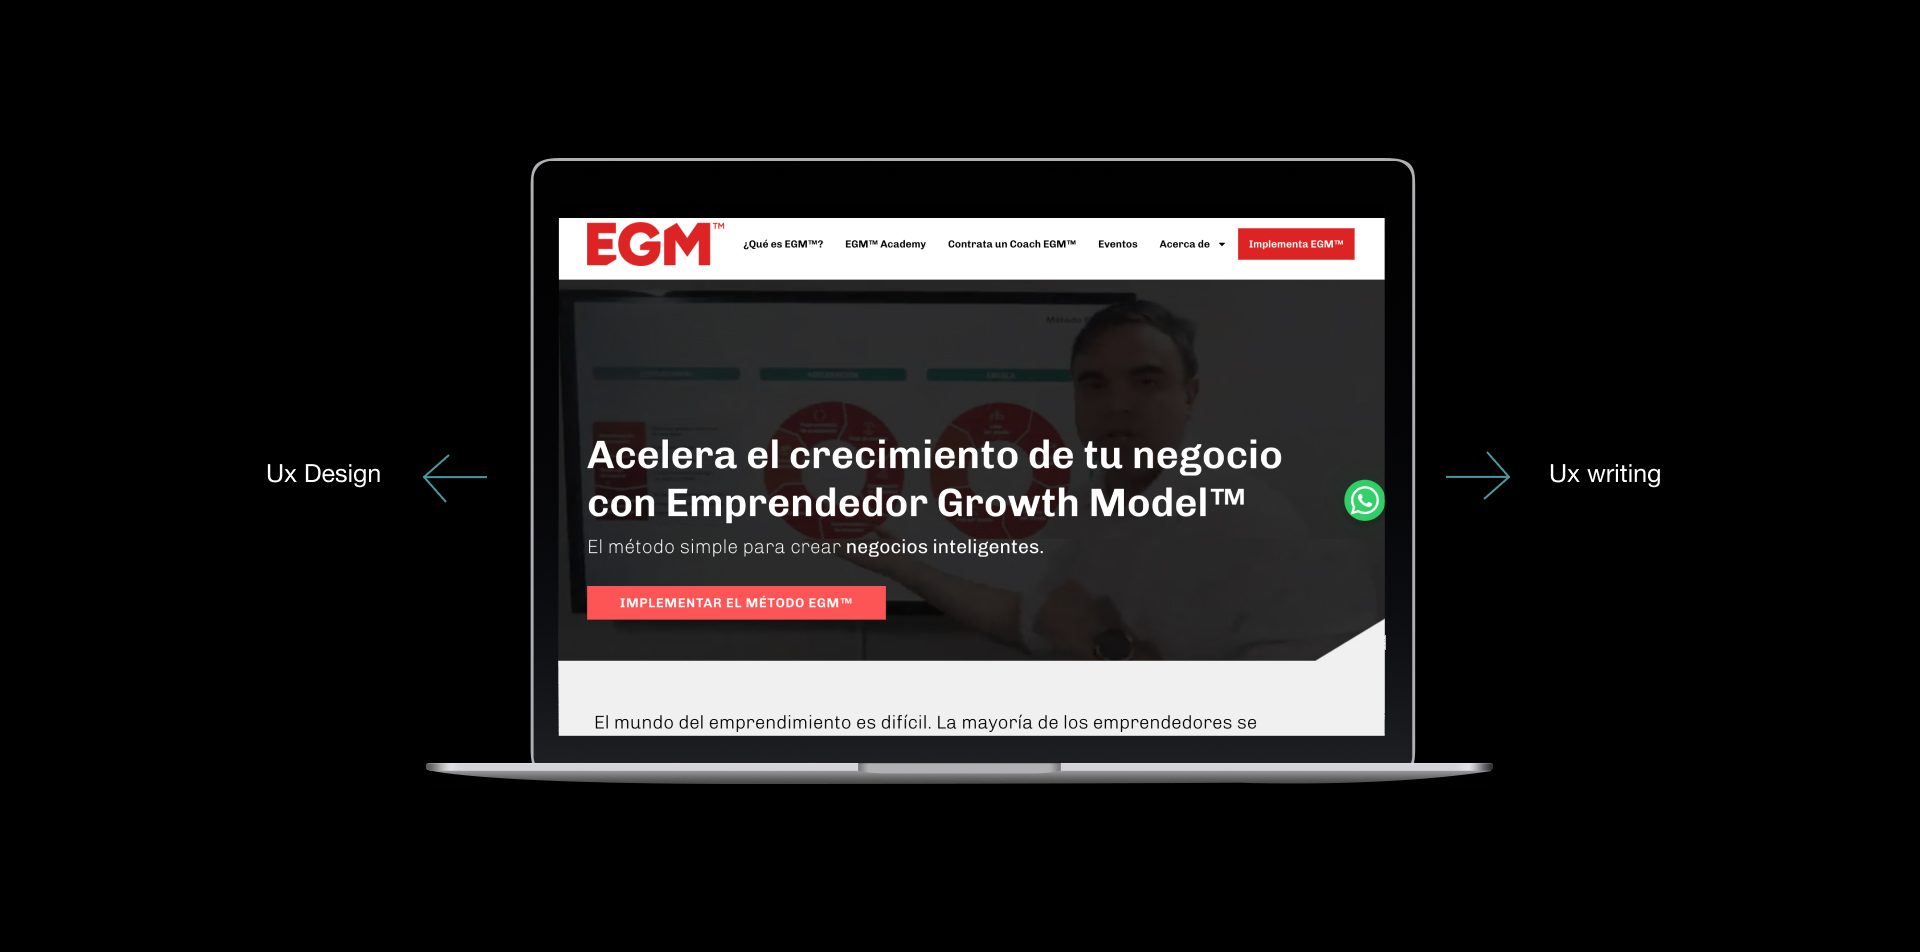 EGM™
¿Qué es EGM™?
EGM™ Academy
Contrata un Coach EGM™
Eventos
Acerca de
Implementa EGM™
Ux Design
Acelera el crecimiento de tu negocio
con Emprendedor Growth Model™
El método simple para crear negocios inteligentes.
IMPLEMENTAR EL MÉTODO EGM™
Ux writing
El mundo del emprendimiento es difícil. La mayoría de los emprendedores se